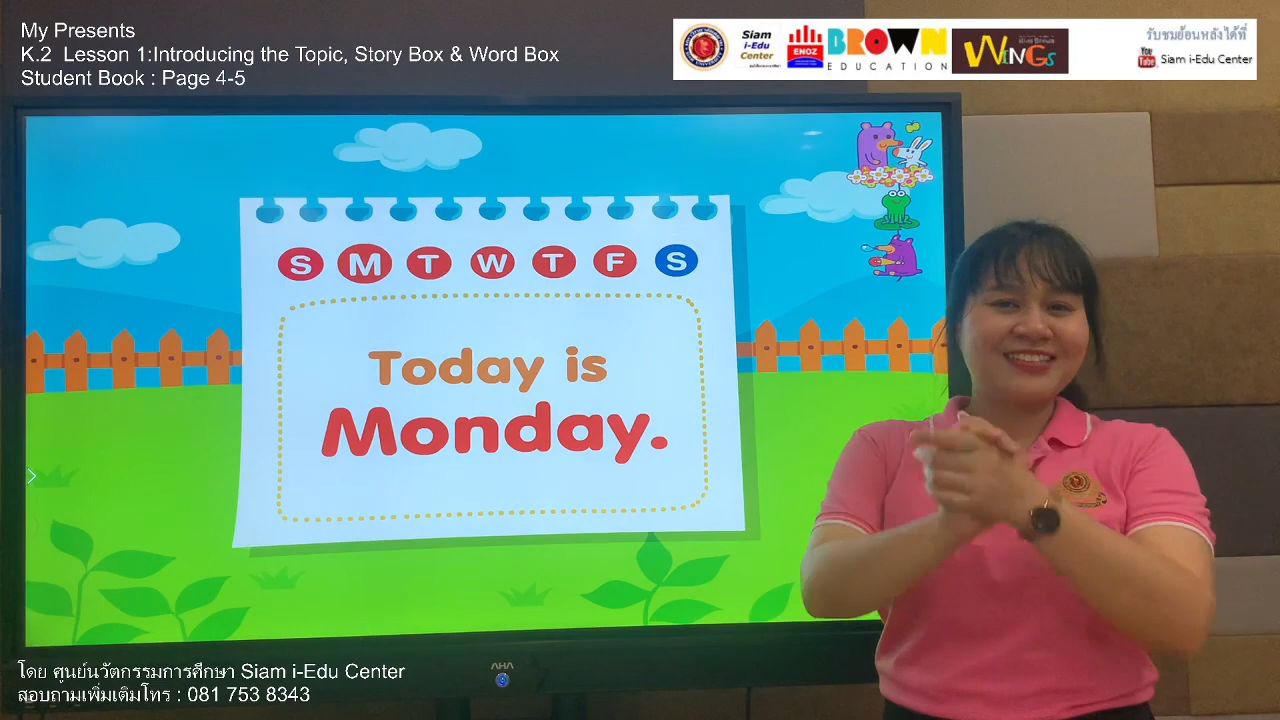 My Presents
K.2 Lesson 1:Introducing the Topic, Story Box & Word Box
Student Book : Page 4-5
Siam
i-Edu
Center
ENOZ
BROWN
EDUCATION
WiNGs
รับชมย้อนหลังได้ที่
You
Tube
Siam i-Edu Center
S M T W T F S
Today is
Monday.
AHA
โดย ศูนย์นวัตกรรมการศึกษา Siam i-Edu Center
สอบถามเพิ่มเติมโทร : 081 753 8343